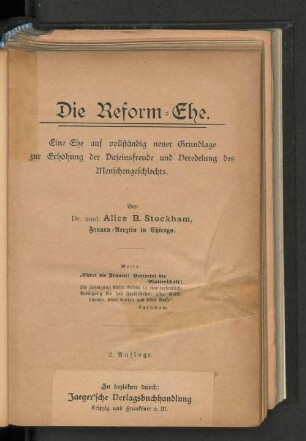 Die Reform-Ehe.
Eine Ehe auf vollständig neuer Grundlage
zur Erhöhung der Daseinsfreude und Veredelung des
Menschengeschlechts.
Von
Dr. med. Alice B. Stockham,
Frauen-Aerztin in Chicago.
Motto:
„Ehret die Frauen! Verehret die
Mutterschaft!
2. Auflage.
Zu beziehen durch:
Jaeger'sche Verlagsbuchhandlung
Leipzig und Frankfurt a. M.